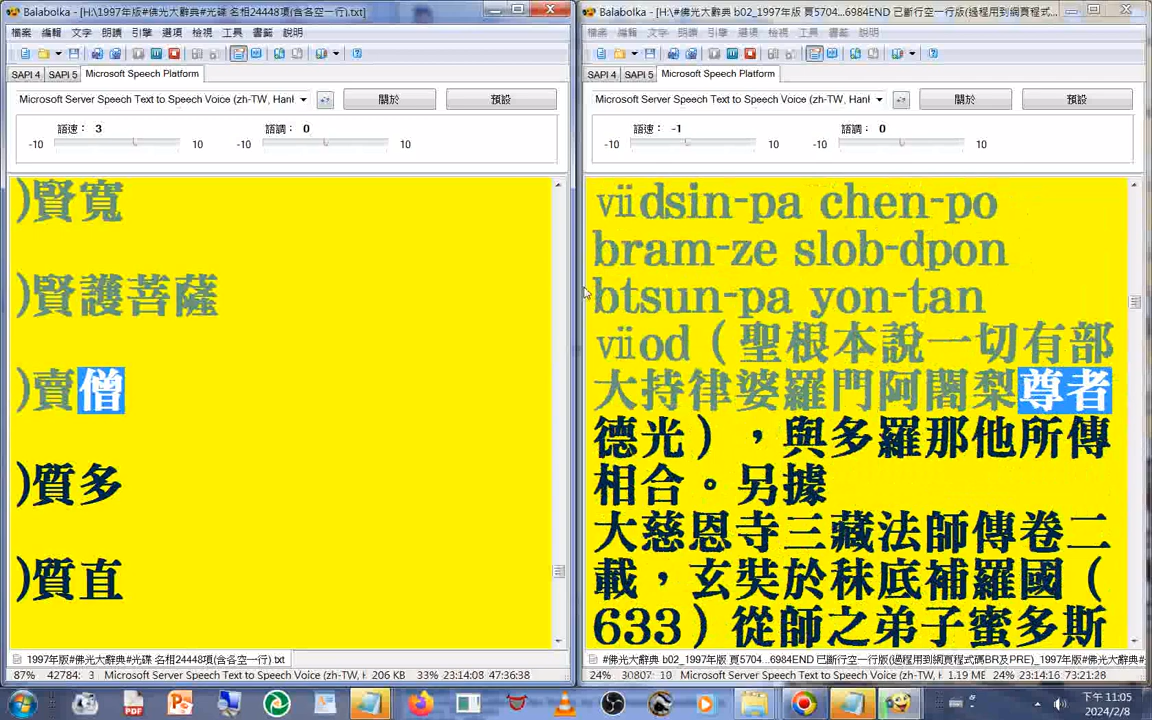 Balabolka - [H:\1997年版#佛光大辭典#光碟 名相24448項(含各空一行).txt]
檔案 編輯 文字 朗讀 引擎 選項 檢視 工具 書籤 說明
SAPI 4 SAPI 5 Microsoft Speech Platform
Microsoft Server Speech Text to Speech Voice (zh-TW, Hanl 關於 預設
語速： 3 語調： 0
-10 10 -10 10
)賢寬
)賢護菩薩
)賣僧
)質多
)質直
1997年版#佛光大辭典#光碟 名相24448項(含各空一行).txt
87% 42784: 3 Microsoft Server Speech Text to Speech Voice (zh-TW, 206 KB 33:14:08 47:36:38
Balabolka - [H:\#佛光大辭典 b02_1997年版 頁5704...6984END 已斷行空一行版(過程用到網頁程式...
檔案 編輯 文字 朗讀 引擎 選項 檢視 工具 書籤 說明
SAPI 4 SAPI 5 Microsoft Speech Platform
Microsoft Server Speech Text to Speech Voice (zh-TW, Hanl 關於 預設
語速： -1 語調： 0
-10 10 -10 10
ⅶdsin-pa chen-po
bram-ze slob-dpon
btsun-pa yon-tan
ⅶod（聖根本說一切有部
大持律婆羅門阿闍梨尊者
德光），與多羅那他所傳
相合。另據
大慈恩寺三藏法師傳卷二
載，玄奘於秣底補羅國（
633）從師之弟子蜜多斯
#佛光大辭典 b02_1997年版 頁5704...6984END 已斷行空一行版(過程用到網頁程式碼BR及PRE)_1997年版#
24% 30807: 10 Microsoft Server Speech Text to Speech Voice (zh-TW, 1.19 ME 24% 23:14:16 73:21:28
下午 11:05
2024/2/8